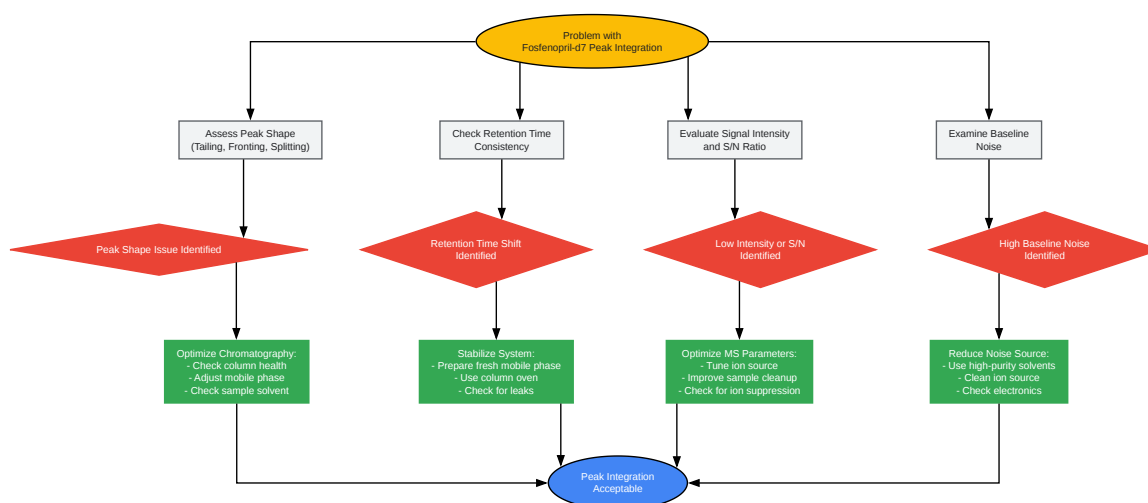 Problem with
Fosfenopril-d7 Peak Integration
Assess Peak Shape
(Tailing, Fronting, Splitting)
Check Retention Time
Consistency
Evaluate Signal Intensity
and S/N Ratio
Examine Baseline
Noise
Peak Shape Issue Identified
Retention Time Shift
Identified
Low Intensity or S/N
Identified
High Baseline Noise
Identified
Optimize Chromatography:
- Check column health
- Adjust mobile phase
- Check sample solvent
Stabilize System:
- Prepare fresh mobile phase
- Use column oven
- Check for leaks
Optimize MS Parameters:
- Tune ion source
- Improve sample cleanup
- Check for ion suppression
Reduce Noise Source:
- Use high-purity solvents
- Clean ion source
- Check electronics
Peak Integration
Acceptable